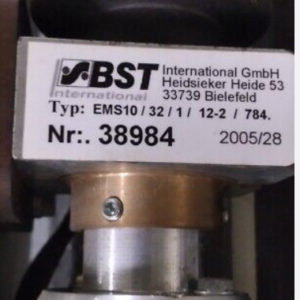 BST International GmbH
international Heidsieker Heide 53
33739 Bielefeld
Typ: EMS10 / 32 / 1 / 12-2 / 784.
Nr:. 38984 2005/28